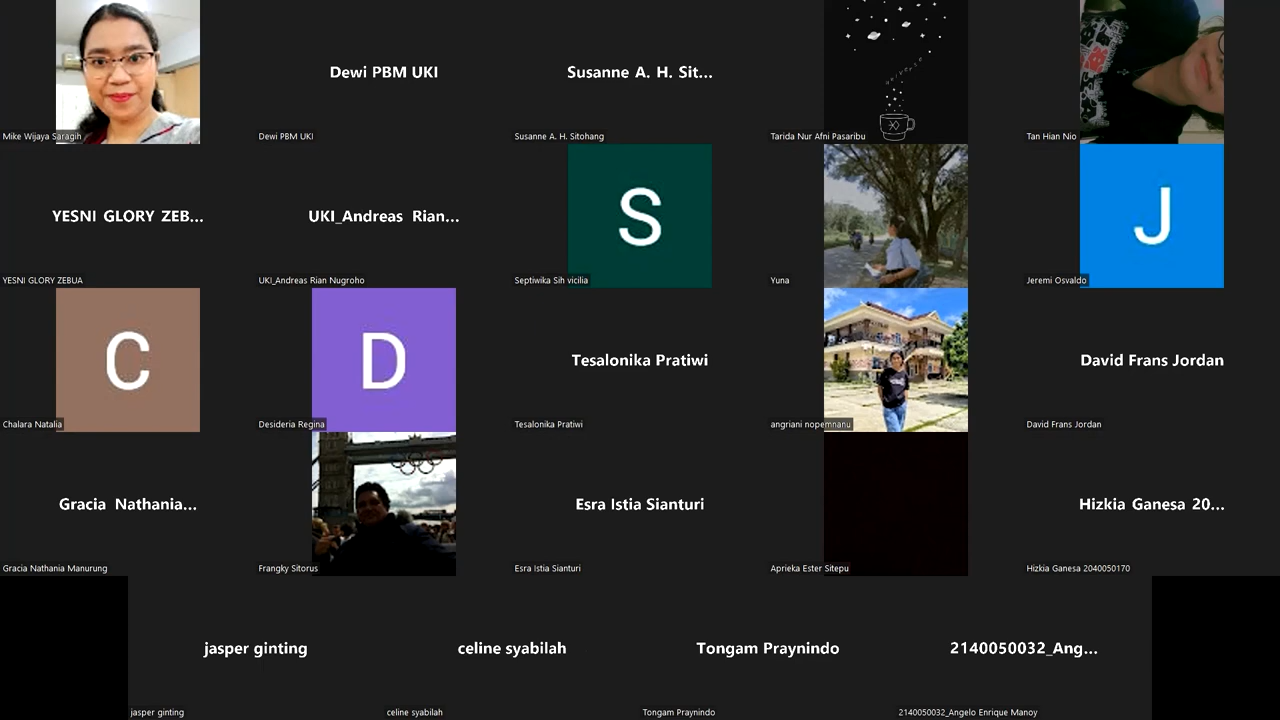 Mike Wijaya Saragih
Dewi PBM UKI
Dewi PBM UKI
Susanne A. H. Sit...
Susanne A. H. Sitohang
Tarida Nur Afni Pasaribu
Tan Hian Nio
YESNI GLORY ZEB...
YESNI GLORY ZEBUA
UKI_Andreas Rian...
UKI_Andreas Rian Nugroho
S
Septiwika Sih vicilia
Yuna
J
Jeremi Osvaldo
C
Chalara Natalia
D
Desideria Regina
Tesalonika Pratiwi
Tesalonika Pratiwi
angriani nopemnanu
David Frans Jordan
David Frans Jordan
Gracia Nathania...
Gracia Nathania Manurung
Frangky Sitorus
Esra Istia Sianturi
Esra Istia Sianturi
Aprieka Ester Sitepu
Hizkia Ganesa 20...
Hizkia Ganesa 2040050170
jasper ginting
jasper ginting
celine syabilah
celine syabilah
Tongam Praynindo
Tongam Praynindo
2140050032_Ang...
2140050032_Angelo Enrique Manoy